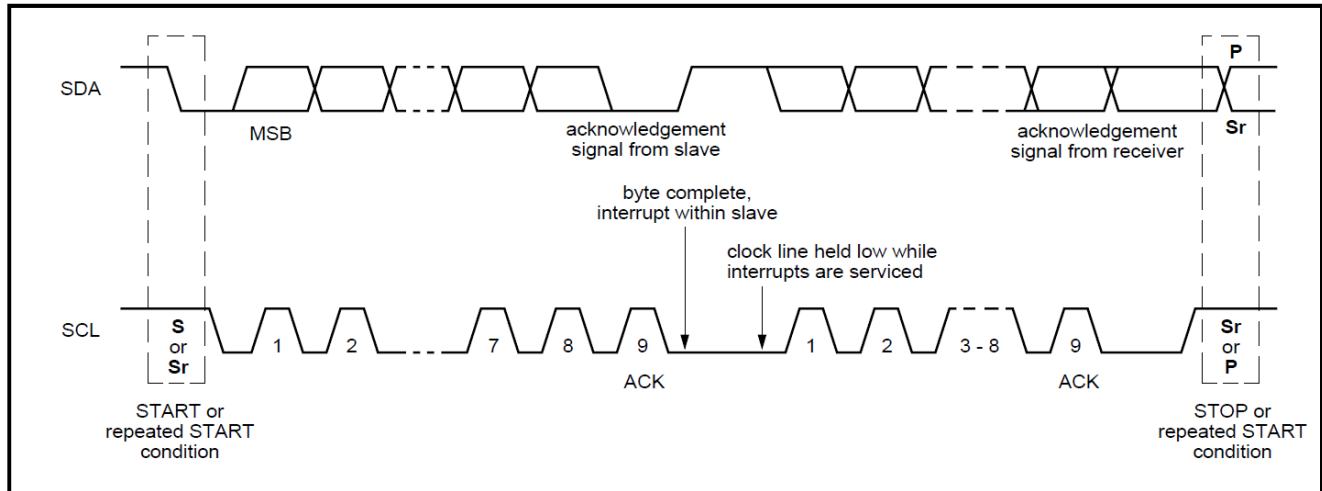 P
SDA
MSB
acknowledgement
signal from slave
acknowledgement
signal from receiver
Sr
byte complete,
interrupt within slave
clock line held low while
interrupts are serviced
SCL
S
or
Sr
1
2
7
8
9
1
2
3 - 8
9
Sr
or
P
ACK
ACK
START or
repeated START
condition
STOP or
repeated START
condition